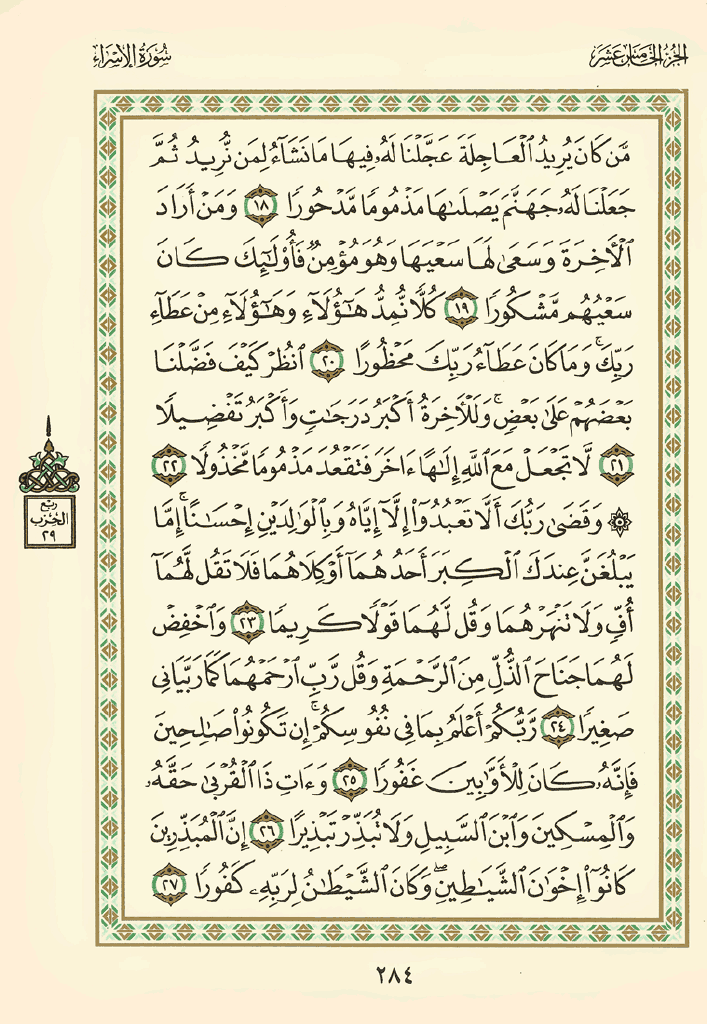 الجزء الخامس عشر
سورة الإسراء
مَّن كَانَ يُرِيدُ ٱلۡعَاجِلَةَ عَجَّلۡنَا لَهُۥ فِيهَا مَا نَشَآءُ لِمَن نُّرِيدُ ثُمَّ
جَعَلۡنَا لَهُۥ جَهَنَّمَ يَصۡلَىٰهَا مَذۡمُومٗا مَّدۡحُورٗا ١٨ وَمَنۡ أَرَادَ
ٱلۡأٓخِرَةَ وَسَعَىٰ لَهَا سَعۡيَهَا وَهُوَ مُؤۡمِنٞ فَأُوْلَٰٓئِكَ كَانَ
سَعۡيُهُم مَّشۡكُورٗا ١٩ كُلّٗا نُّمِدُّ هَٰٓؤُلَآءِ وَهَٰٓؤُلَآءِ مِنۡ عَطَآءِ
رَبِّكَۚ وَمَا كَانَ عَطَآءُ رَبِّكَ مَحۡظُورًا ٢٠ ٱنظُرۡ كَيۡفَ فَضَّلۡنَا
بَعۡضَهُمۡ عَلَىٰ بَعۡضٖۚ وَلَلۡأٓخِرَةُ أَكۡبَرُ دَرَجَٰتٖ وَأَكۡبَرُ تَفۡضِيلٗا
٢١ لَّا تَجۡعَلۡ مَعَ ٱللَّهِ إِلَٰهًا ءَاخَرَ فَتَقۡعُدَ مَذۡمُومٗا مَّخۡذُولٗا ٢٢
۞ وَقَضَىٰ رَبُّكَ أَلَّا تَعۡبُدُوٓاْ إِلَّآ إِيَّاهُ وَبِٱلۡوَٰلِدَيۡنِ إِحۡسَٰنًاۚ إِمَّا
يَبۡلُغَنَّ عِندَكَ ٱلۡكِبَرَ أَحَدُهُمَآ أَوۡ كِلَاهُمَا فَلَا تَقُل لَّهُمَآ
أُفّٖ وَلَا تَنۡهَرۡهُمَا وَقُل لَّهُمَا قَوۡلٗا كَرِيمٗا ٢٣ وَٱخۡفِضۡ
لَهُمَا جَنَاحَ ٱلذُّلِّ مِنَ ٱلرَّحۡمَةِ وَقُل رَّبِّ ٱرۡحَمۡهُمَا كَمَا رَبَّيَانِي
صَغِيرٗا ٢٤ رَّبُّكُمۡ أَعۡلَمُ بِمَا فِي نُفُوسِكُمۡۚ إِن تَكُونُواْ صَٰلِحِينَ
فَإِنَّهُۥ كَانَ لِلۡأَوَّٰبِينَ غَفُورٗا ٢٥ وَءَاتِ ذَا ٱلۡقُرۡبَىٰ حَقَّهُۥ
وَٱلۡمِسۡكِينَ وَٱبۡنَ ٱلسَّبِيلِ وَلَا تُبَذِّرۡ تَبۡذِيرًا ٢٦ إِنَّ ٱلۡمُبَذِّرِينَ
كَانُوٓاْ إِخۡوَٰنَ ٱلشَّيَٰطِينِۖ وَكَانَ ٱلشَّيۡطَٰنُ لِرَبِّهِۦ كَفُورٗا ٢٧
ربع
الحزب
٢٩
٢٨٤